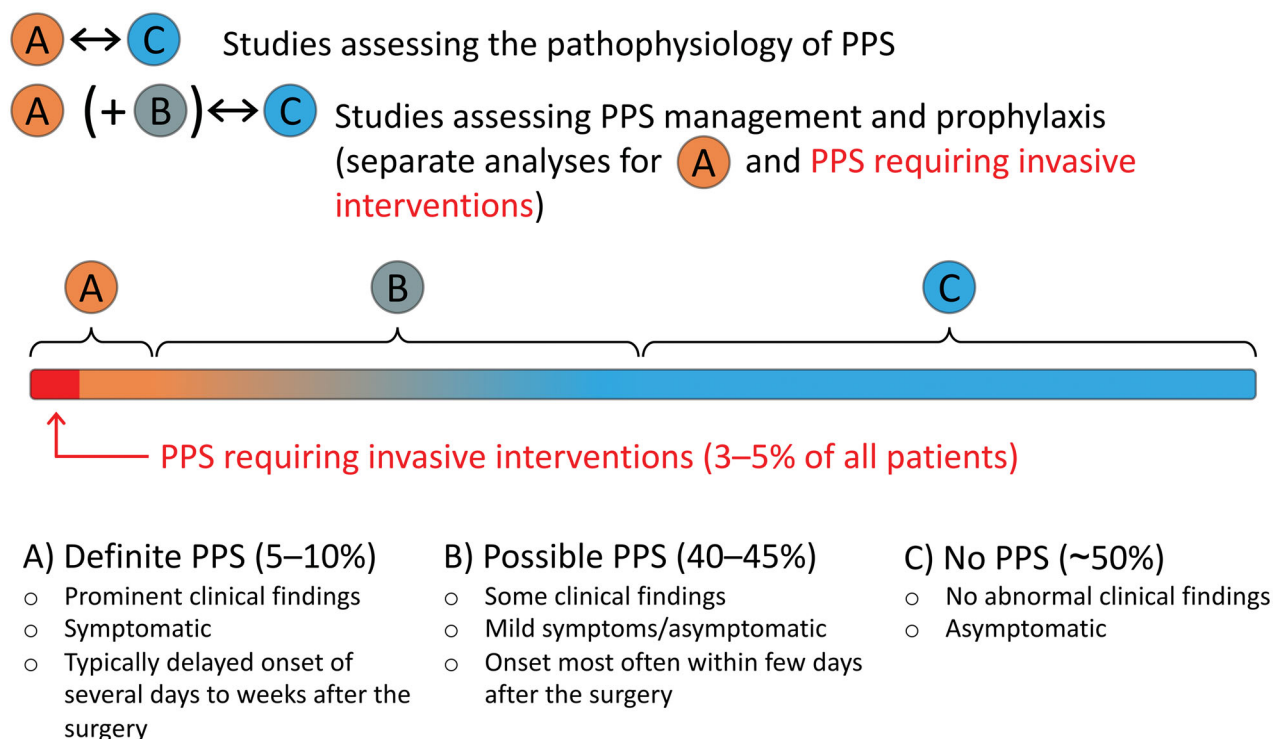 A ↔ C Studies assessing the pathophysiology of PPS
A (+ B) ↔ C Studies assessing PPS management and prophylaxis
(separate analyses for A and PPS requiring invasive
interventions)
A B C
PPS requiring invasive interventions (3–5% of all patients)
A) Definite PPS (5–10%)
○ Prominent clinical findings
○ Symptomatic
○ Typically delayed onset of
several days to weeks after the
surgery
B) Possible PPS (40–45%)
○ Some clinical findings
○ Mild symptoms/asymptomatic
○ Onset most often within few days
after the surgery
C) No PPS (~50%)
○ No abnormal clinical findings
○ Asymptomatic